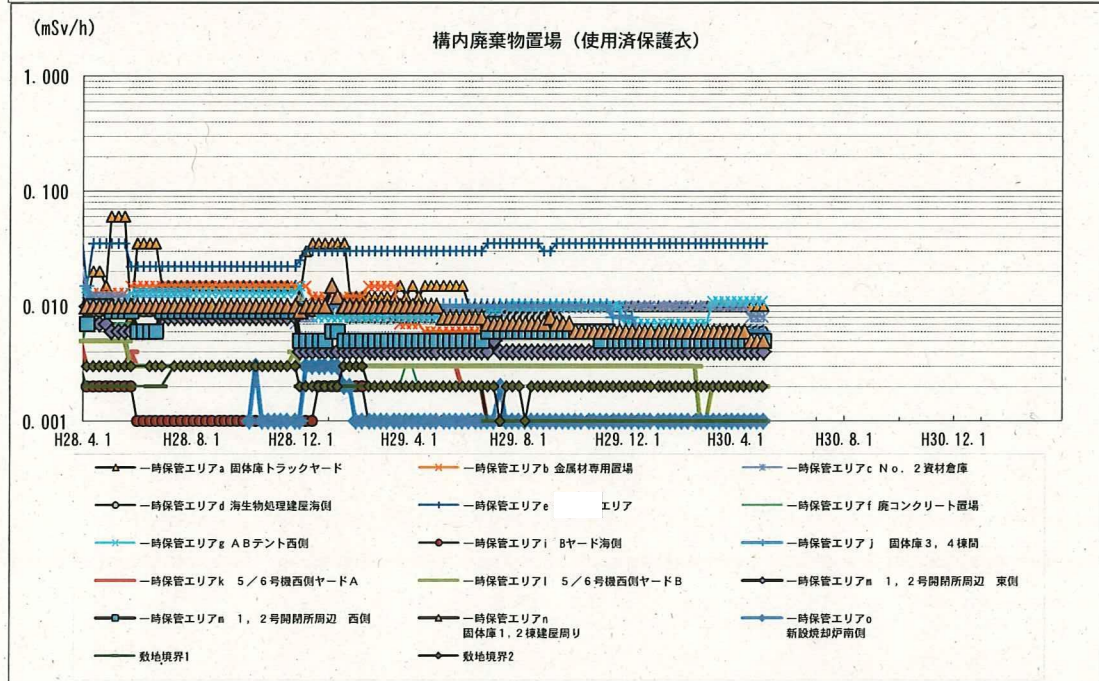 (mSv/h)
構内廃棄物置場（使用済保護衣）
1.000
0.100
0.010
0.001
H28.4.1 H28.8.1 H28.12.1 H29.4.1 H29.8.1 H29.12.1 H30.4.1 H30.8.1 H30.12.1
一時保管エリアa 固体庫トラックヤード 一時保管エリアb 金属材専用置場 一時保管エリアc No.2資材倉庫
一時保管エリアd 海生物処理建屋海側 一時保管エリアe エリア 一時保管エリアf 廃コンクリート置場
一時保管エリアg ABテント西側 一時保管エリアi Bヤード海側 一時保管エリアj 固体庫3,4棟間
一時保管エリアk 5/6号機西側ヤードA 一時保管エリアl 5/6号機西側ヤードB 一時保管エリアm 1,2号開閉所周辺 東側
一時保管エリアm 1,2号開閉所周辺 西側 一時保管エリアn 一時保管エリアo
固体庫1,2棟建屋周り 新設焼却炉南側
敷地境界1 敷地境界2